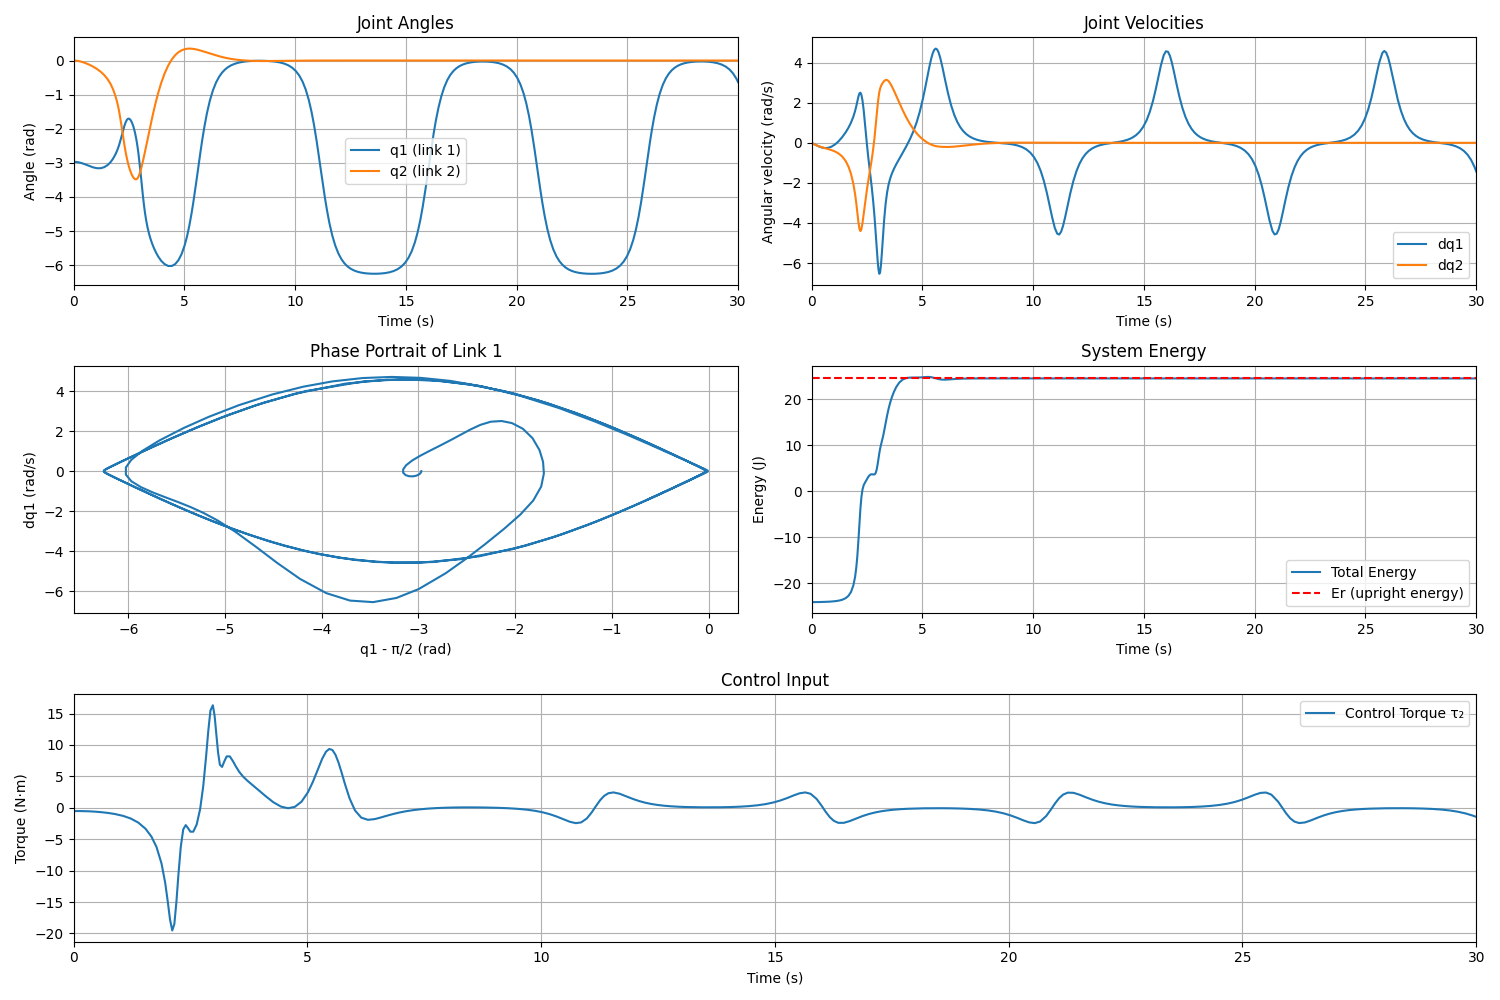 Joint Angles
Angle (rad)
0
−1
−2
−3
−4
−5
−6
q1 (link 1)
q2 (link 2)
0 5 10 15 20 25 30
Time (s)
Joint Velocities
Angular velocity (rad/s)
4
2
0
−2
−4
−6
dq1
dq2
0 5 10 15 20 25 30
Time (s)
Phase Portrait of Link 1
dq1 (rad/s)
4
2
0
−2
−4
−6
−6 −5 −4 −3 −2 −1 0
q1 - π/2 (rad)
System Energy
Energy (J)
20
10
0
−10
−20
Total Energy
Er (upright energy)
0 5 10 15 20 25 30
Time (s)
Control Input
Torque (N·m)
15
10
5
0
−5
−10
−15
−20
Control Torque τ₂
0 5 10 15 20 25 30
Time (s)